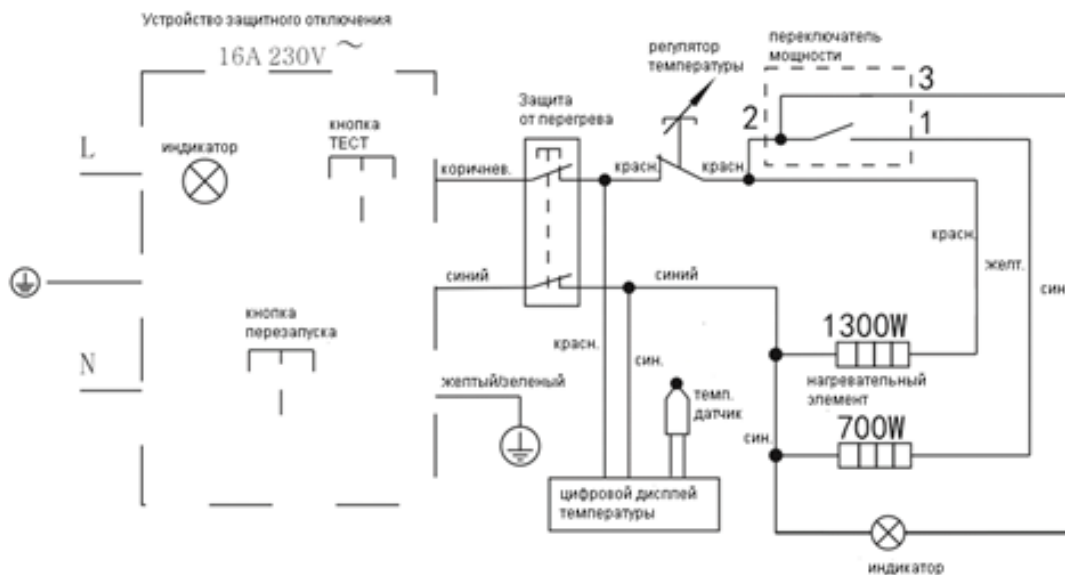 Устройство защитного отключения
16A 230V ~
L
индикатор
кнопка
ТЕСТ
коричнев.
Защита
от перегрева
красн.
регулятор
температуры
красн.
переключатель
мощности
3
2
1
красн.
желт.
син
синий
синий
кнопка
перезапуска
N
желтый/зеленый
красн.
син.
темп.
датчик
1300W
нагревательный
элемент
700W
син.
цифровой дисплей
температуры
индикатор